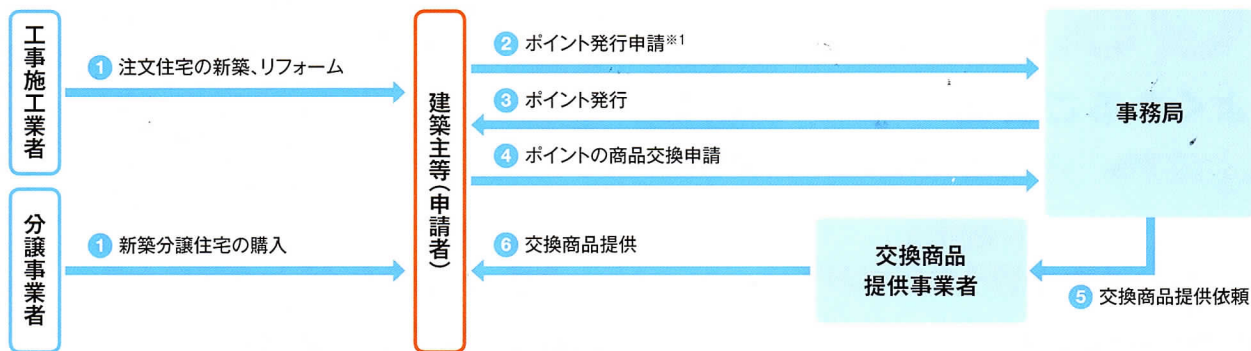 工事施工業者
① 注文住宅の新築、リフォーム
分譲事業者
① 新築分譲住宅の購入
建築主等(申請者)
② ポイント発行申請※1
③ ポイント発行
④ ポイントの商品交換申請
事務局
⑤ 交換商品提供依頼
交換商品
提供事業者
⑥ 交換商品提供